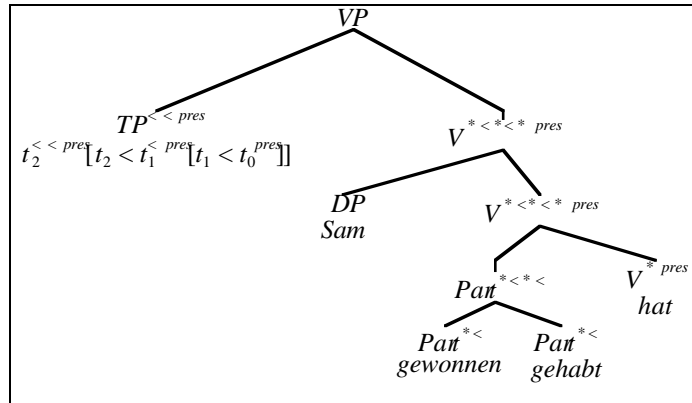 VP
TP^{<< pres}
V^{*<*<* pres}
t_2^{<< pres}[t_2 < t_1^{< pres}[t_1 < t_0^{pres}]]
DP
Sam
V^{*<*<* pres}
Part^{*<*<}
V^{* pres}
hat
Part^{*<}
Part^{*<}
gewonnen
gehabt